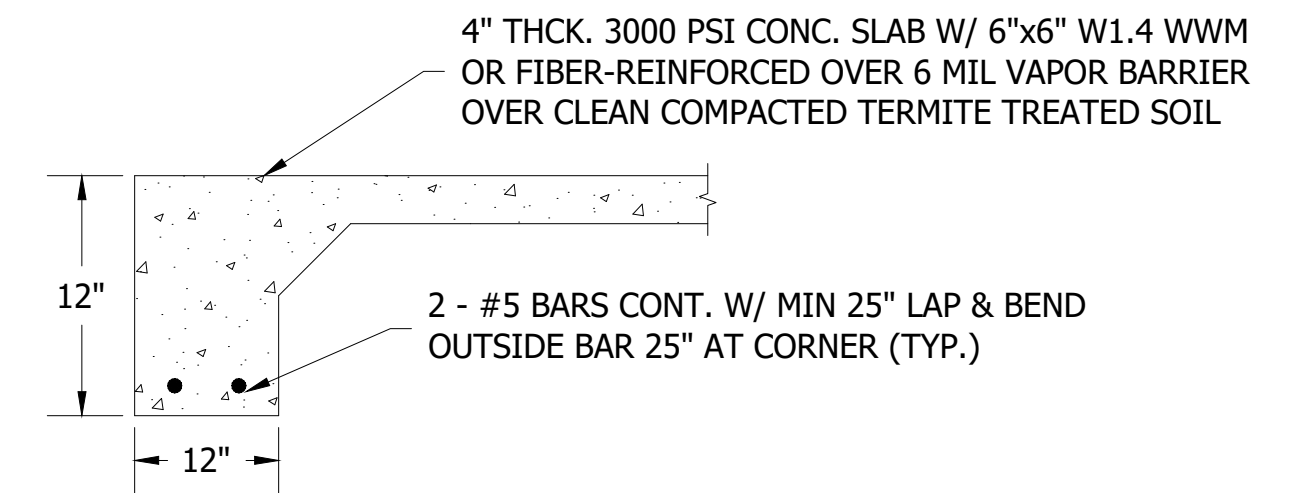 4" THCK. 3000 PSI CONC. SLAB W/ 6"x6" W1.4 WWM
OR FIBER-REINFORCED OVER 6 MIL VAPOR BARRIER
OVER CLEAN COMPACTED TERMITE TREATED SOIL
12"
2 - #5 BARS CONT. W/ MIN 25" LAP & BEND
OUTSIDE BAR 25" AT CORNER (TYP.)
12"